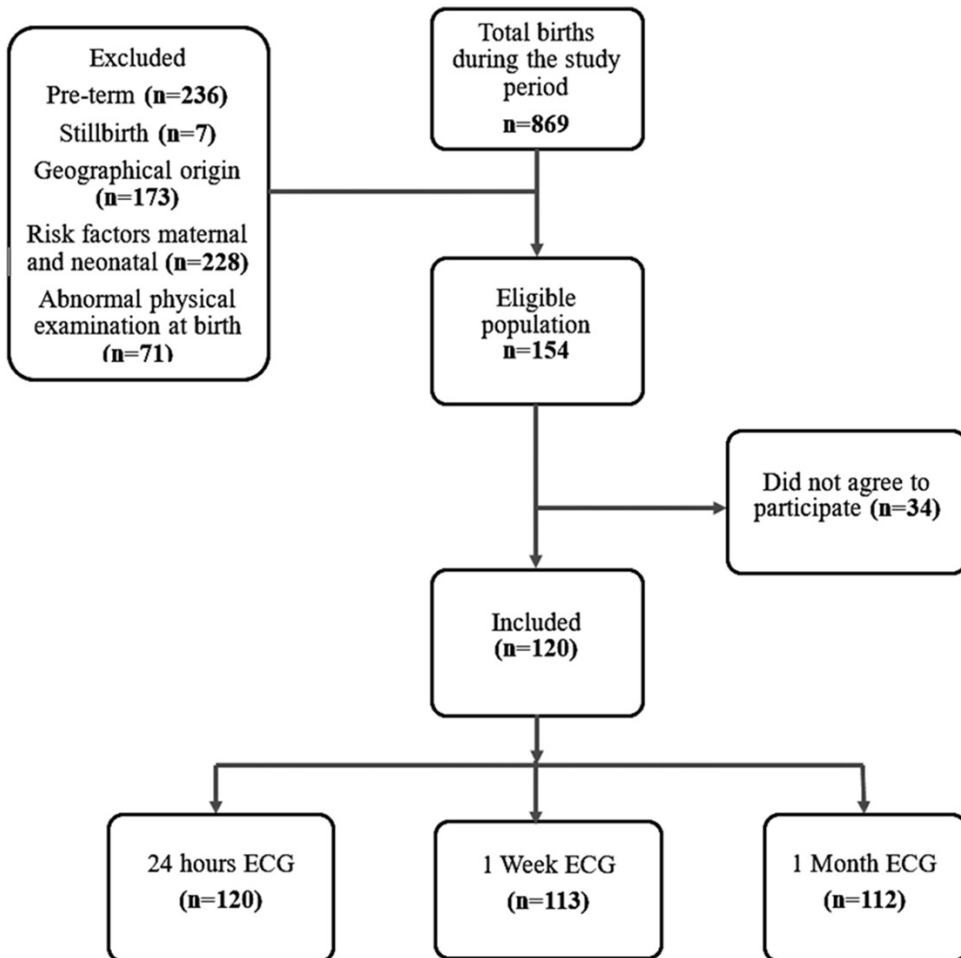 Total births
during the study
period
n=869
Excluded
Pre-term (n=236)
Stillbirth (n=7)
Geographical origin
(n=173)
Risk factors maternal
and neonatal (n=228)
Abnormal physical
examination at birth
(n=71)
Eligible
population
n=154
Did not agree to
participate (n=34)
Included
(n=120)
24 hours ECG
(n=120)
1 Week ECG
(n=113)
1 Month ECG
(n=112)